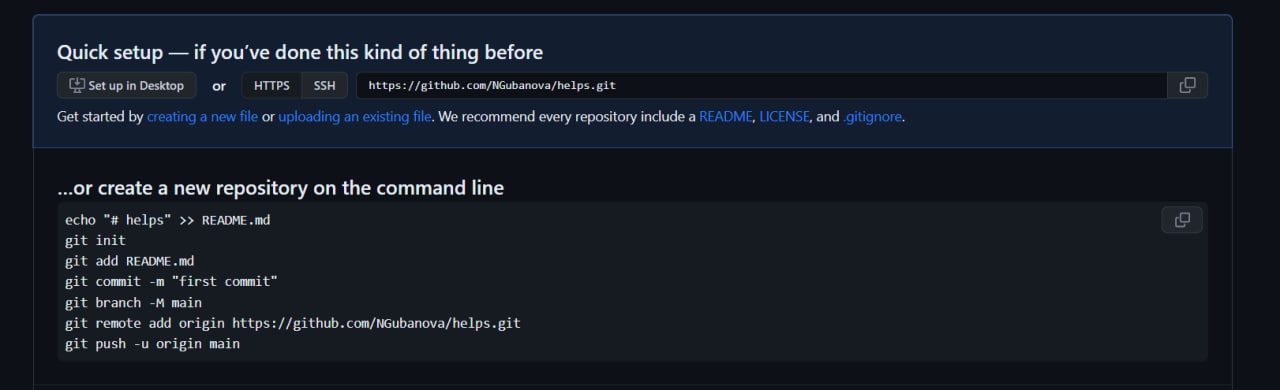 Quick setup — if you’ve done this kind of thing before
Set up in Desktop or HTTPS SSH https://github.com/NGubanova/helps.git
Get started by creating a new file or uploading an existing file. We recommend every repository include a README, LICENSE, and .gitignore.
…or create a new repository on the command line
echo "# helps" >> README.md
git init
git add README.md
git commit -m "first commit"
git branch -M main
git remote add origin https://github.com/NGubanova/helps.git
git push -u origin main